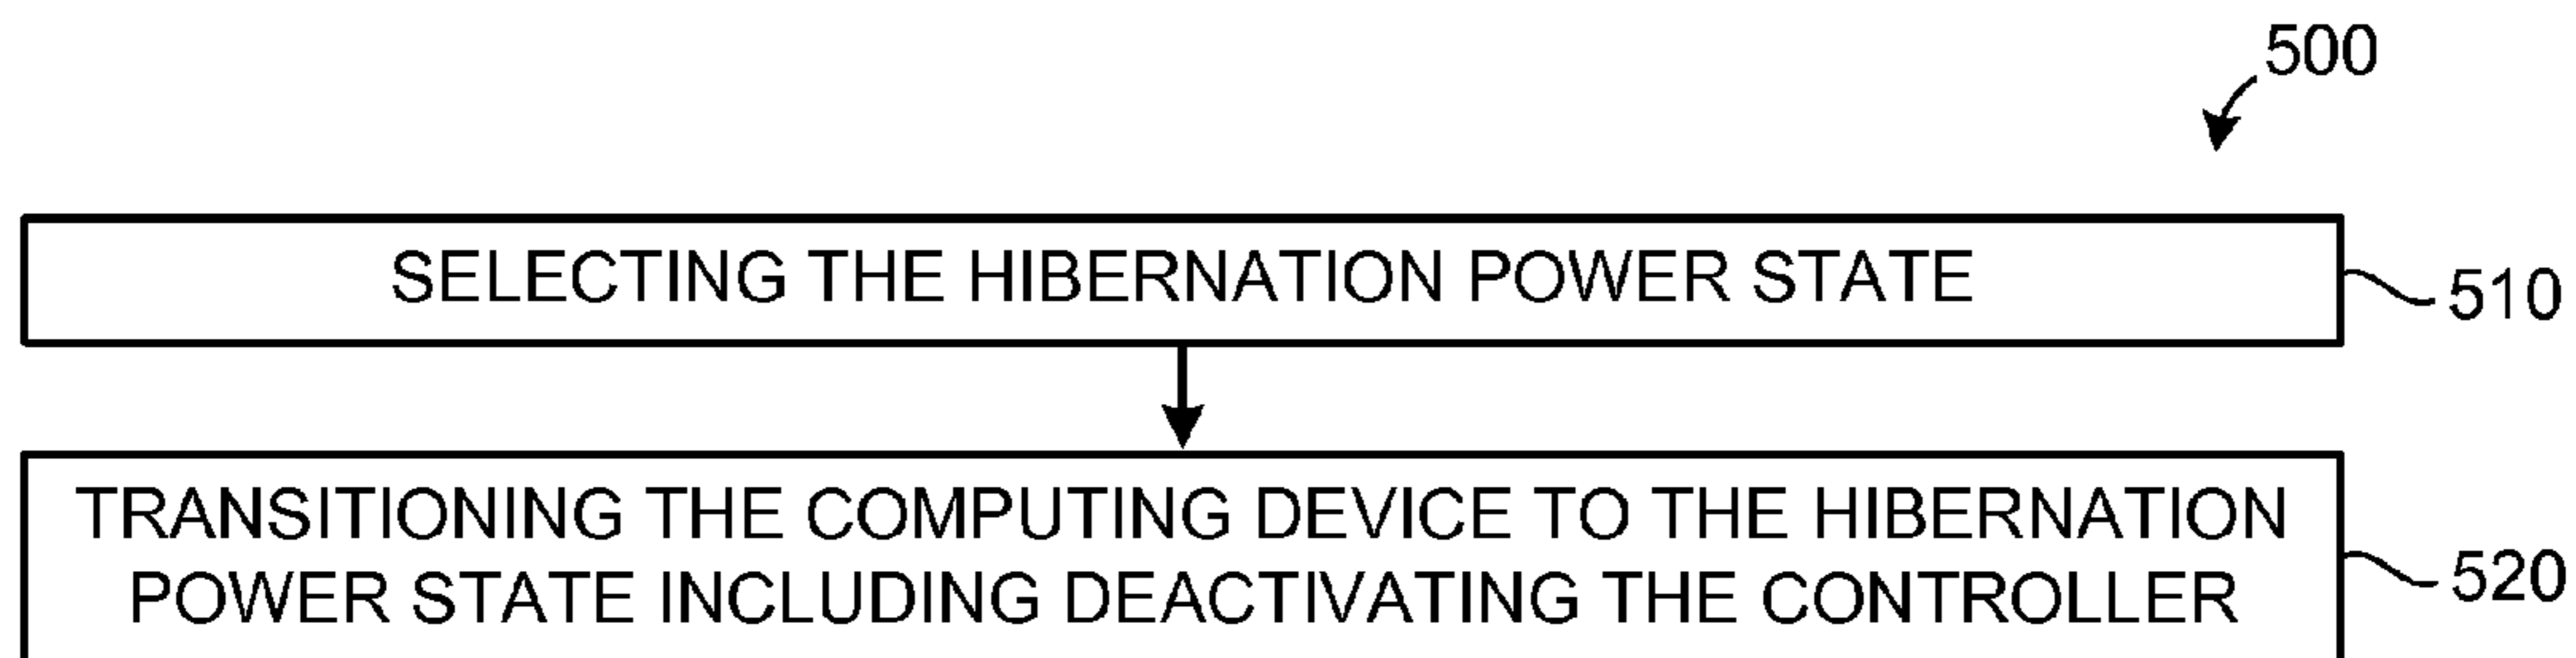 500
SELECTING THE HIBERNATION POWER STATE
510
TRANSITIONING THE COMPUTING DEVICE TO THE HIBERNATION
POWER STATE INCLUDING DEACTIVATING THE CONTROLLER
520